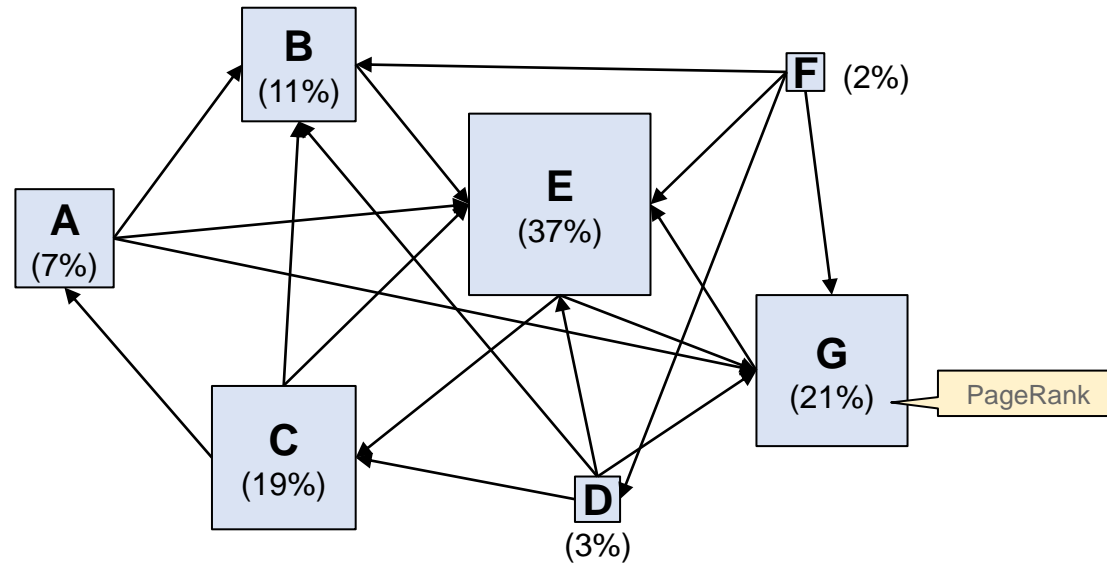 B
(11%)
F
(2%)
E
(37%)
A
(7%)
G
(21%)
PageRank
C
(19%)
D
(3%)